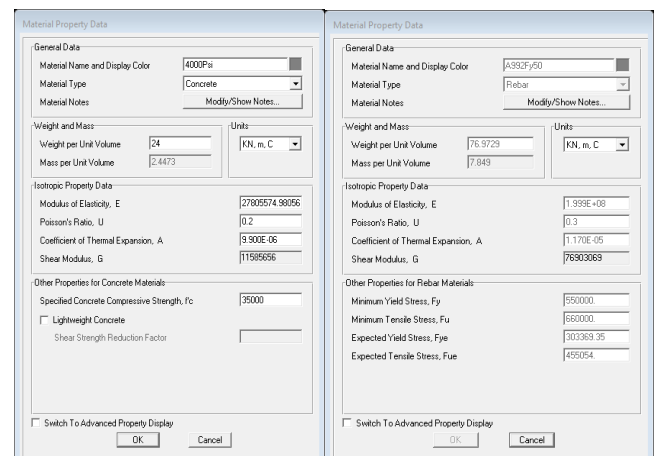 Material Property Data
General Data
Material Name and Display Color 4000Psi
Material Type Concrete
Material Notes Modify/Show Notes...
Weight and Mass Units
Weight per Unit Volume 24 KN, m, C
Mass per Unit Volume 2.4473
Isotropic Property Data
Modulus of Elasticity, E 27805574.98056
Poisson's Ratio, U 0.2
Coefficient of Thermal Expansion, A 9.900E-06
Shear Modulus, G 11585656
Other Properties for Concrete Materials
Specified Concrete Compressive Strength, f'c 35000
Lightweight Concrete
Shear Strength Reduction Factor
Switch To Advanced Property Display
OK Cancel
Material Property Data
General Data
Material Name and Display Color A992Fy50
Material Type Rebar
Material Notes Modify/Show Notes...
Weight and Mass Units
Weight per Unit Volume 76.9729 KN, m, C
Mass per Unit Volume 7.849
Isotropic Property Data
Modulus of Elasticity, E 1.999E+08
Poisson's Ratio, U 0.3
Coefficient of Thermal Expansion, A 1.170E-05
Shear Modulus, G 76903069
Other Properties for Rebar Materials
Minimum Yield Stress, Fy 550000.
Minimum Tensile Stress, Fu 660000.
Expected Yield Stress, Fye 303369.35
Expected Tensile Stress, Fue 455054.
Switch To Advanced Property Display
OK Cancel